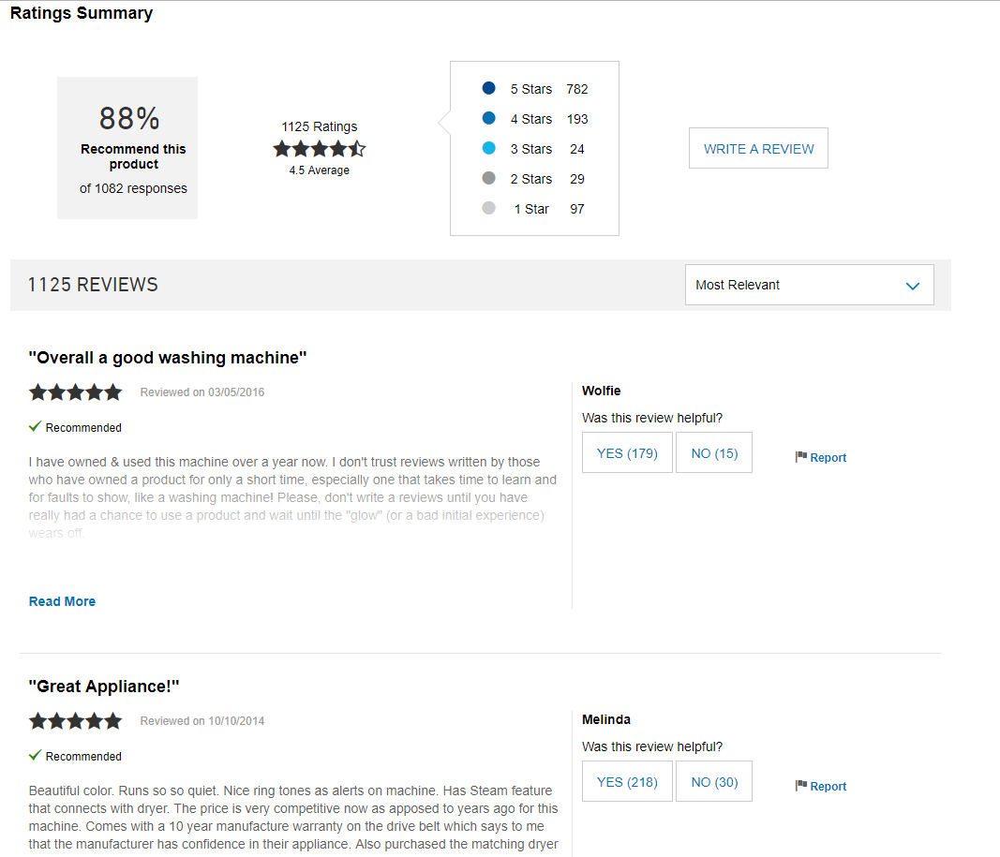 Ratings Summary
88%
Recommend this
product
of 1082 responses
1125 Ratings
4.5 Average
5 Stars 782
4 Stars 193
3 Stars 24
2 Stars 29
1 Star 97
WRITE A REVIEW
1125 REVIEWS
Most Relevant
"Overall a good washing machine"
Reviewed on 03/05/2016
Recommended
I have owned & used this machine over a year now. I don't trust reviews written by those
who have owned a product for only a short time, especially one that takes time to learn and
for faults to show, like a washing machine! Please, don't write a reviews until you have
really had a chance to use a product and wait until the "glow" (or a bad initial experience)
wears off.
Read More
Wolfie
Was this review helpful?
YES (179) NO (15) Report
"Great Appliance!"
Reviewed on 10/10/2014
Recommended
Beautiful color. Runs so so quiet. Nice ring tones as alerts on machine. Has Steam feature
that connects with dryer. The price is very competitive now as apposed to years ago for this
machine. Comes with a 10 year manufacture warranty on the drive belt which says to me
that the manufacturer has confidence in their appliance. Also purchased the matching dryer
Melinda
Was this review helpful?
YES (218) NO (30) Report